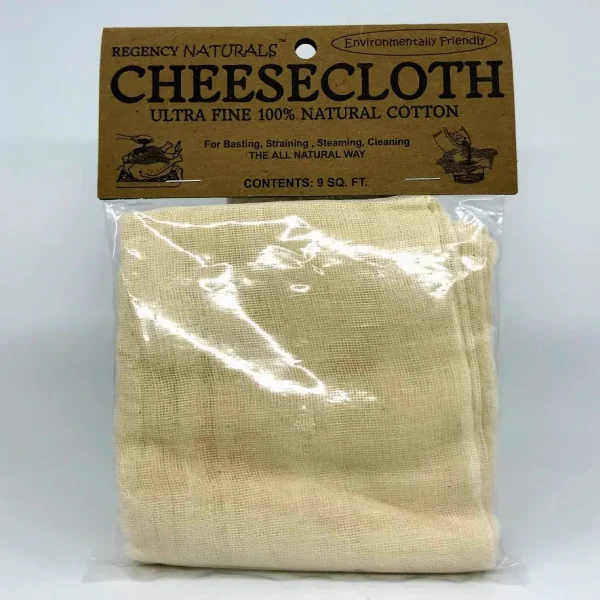 REGENCY NATURALS™
Environmentally Friendly
CHEESECLOTH
ULTRA FINE 100% NATURAL COTTON
For Basting, Straining , Steaming, Cleaning
THE ALL NATURAL WAY
CONTENTS: 9 SQ. FT.